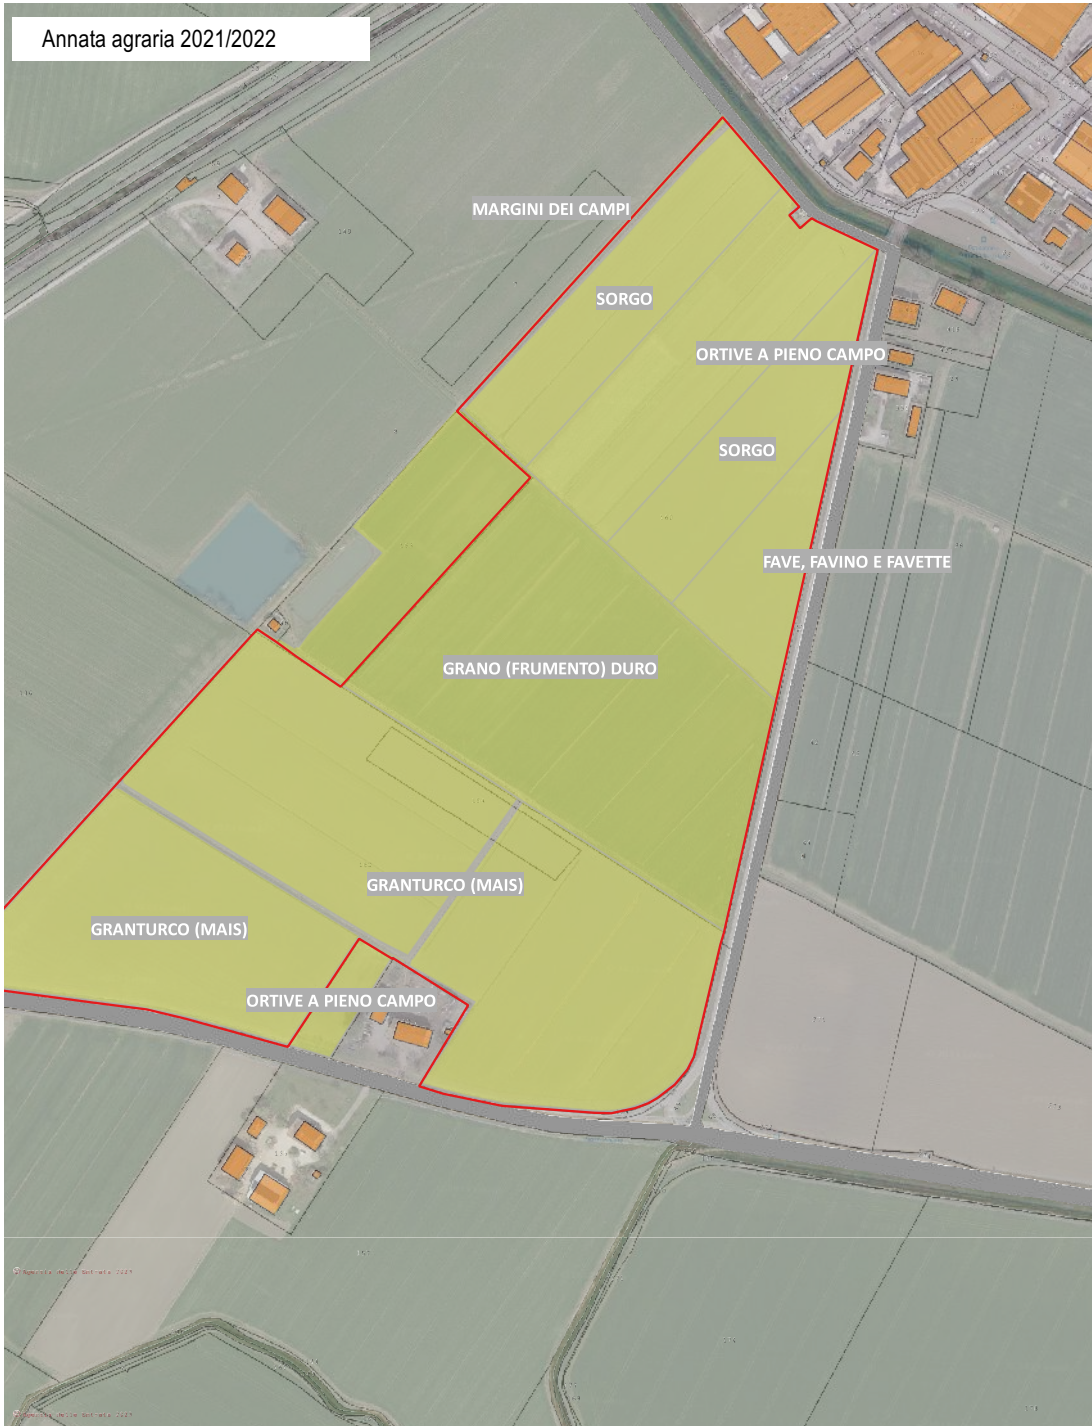 Annata agraria 2021/2022
MARGINI DEI CAMPI
SORGO
ORTIVE A PIENO CAMPO
SORGO
FAVE, FAVINO E FAVETTE
GRANO (FRUMENTO) DURO
GRANTURCO (MAIS)
GRANTURCO (MAIS)
ORTIVE A PIENO CAMPO